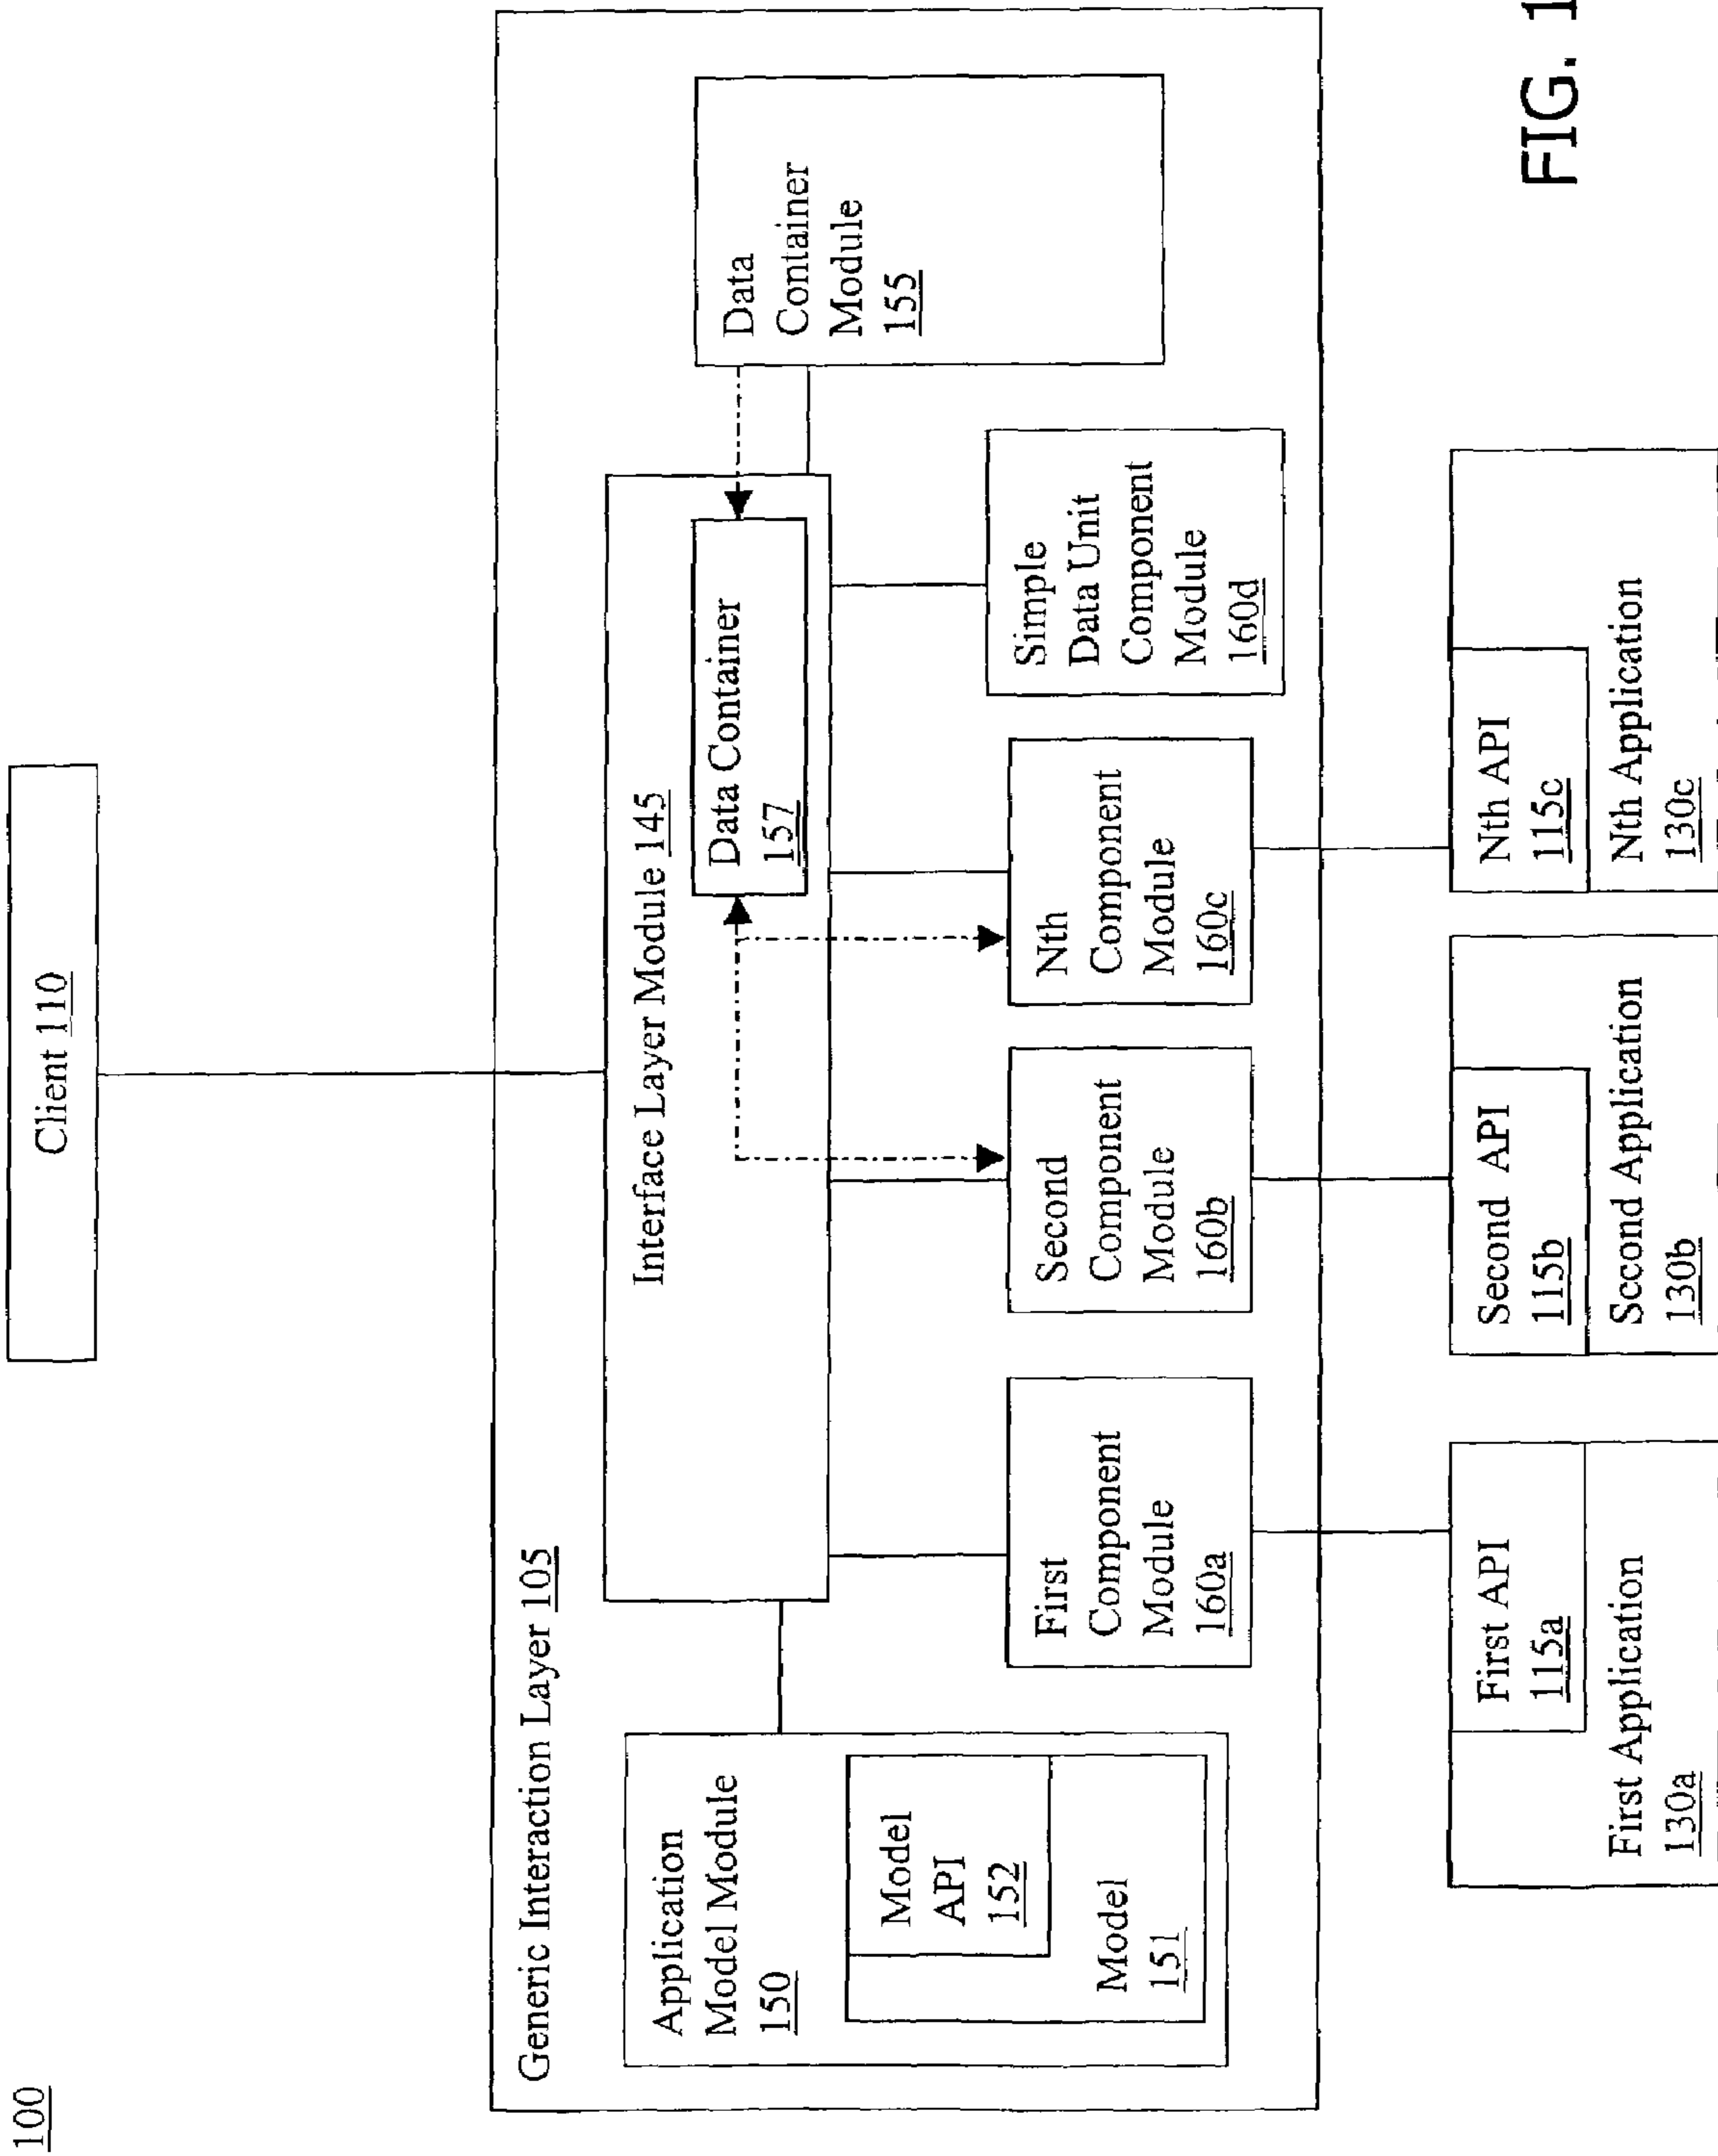 100
Client 110
Generic Interaction Layer 105
Interface Layer Module 145
Application
Model Module
150
Model
API
152
Model
151
Data Container
157
Data
Container
Module
155
First
Component
Module
160a
Second
Component
Module
160b
Nth
Component
Module
160c
Simple
Data Unit
Component
Module
160d
First API
115a
First Application
130a
Second API
115b
Second Application
130b
Nth API
115c
Nth Application
130c
FIG. 1